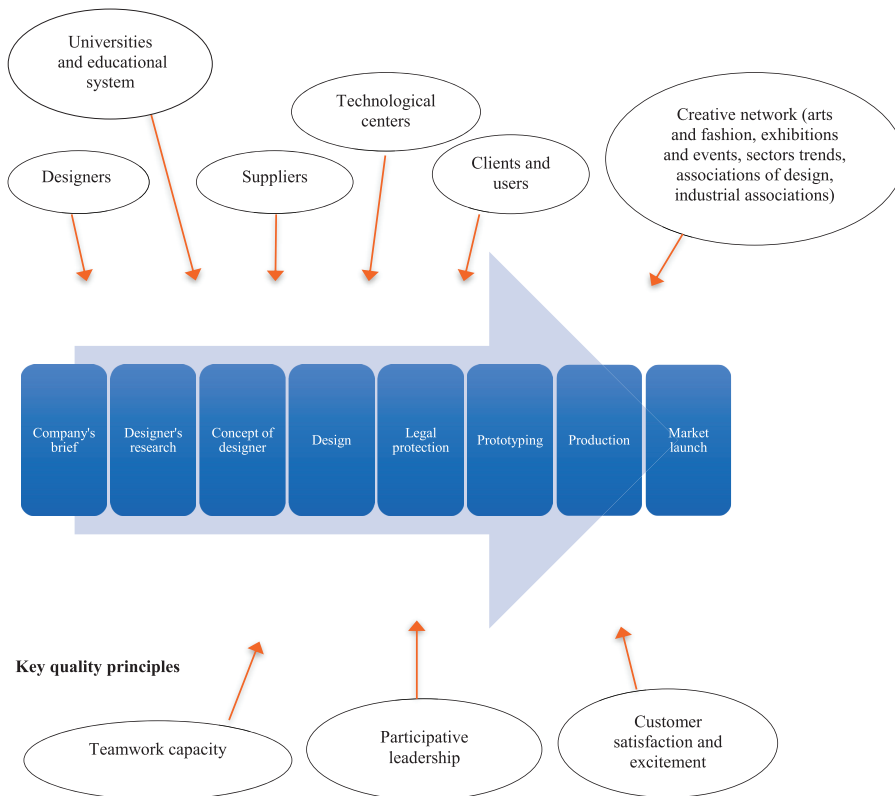 Universities
and educational
system
Technological
centers
Creative network (arts
and fashion, exhibitions
and events, sectors trends,
associations of design,
industrial associations)
Designers
Suppliers
Clients and
users
Company's
brief
Designer's
research
Concept of
designer
Design
Legal
protection
Prototyping
Production
Market
launch
Key quality principles
Teamwork capacity
Participative
leadership
Customer
satisfaction and
excitement